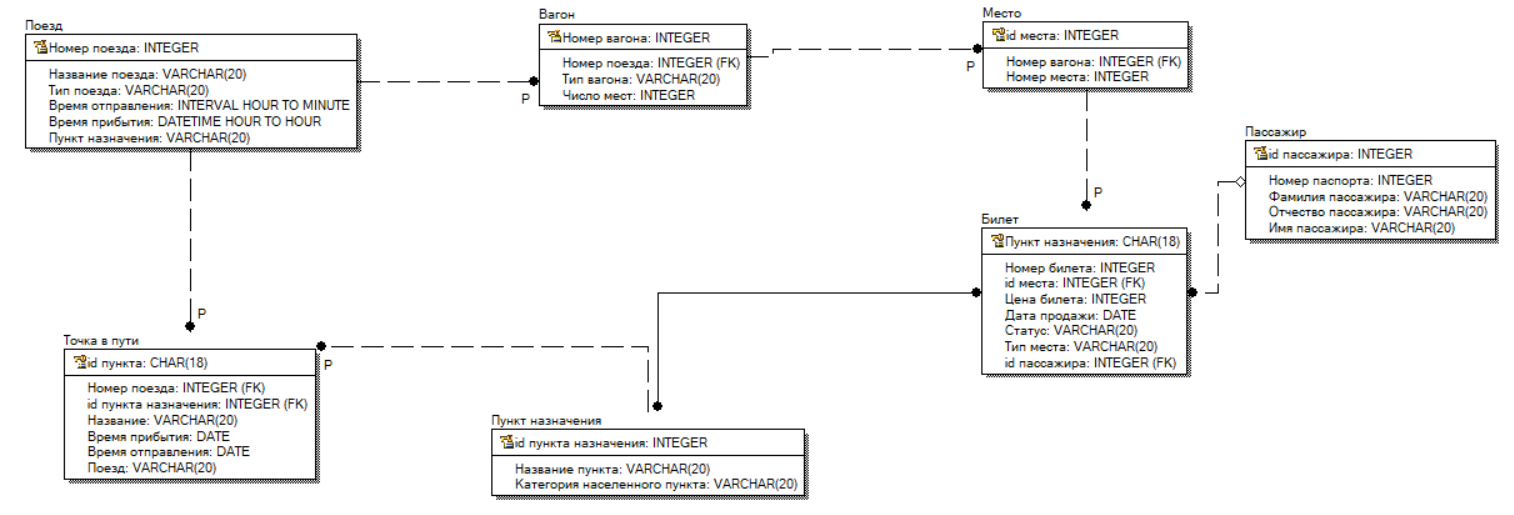 Поезд
Номер поезда: INTEGER
Название поезда: VARCHAR(20)
Тип поезда: VARCHAR(20)
Время отправления: INTERVAL HOUR TO MINUTE
Время прибытия: DATETIME HOUR TO HOUR
Пункт назначения: VARCHAR(20)
P
Вагон
Номер вагона: INTEGER
Номер поезда: INTEGER (FK)
Тип вагона: VARCHAR(20)
Число мест: INTEGER
P
Место
id места: INTEGER
Номер вагона: INTEGER (FK)
Номер места: INTEGER
P
Пассажир
id пассажира: INTEGER
Номер паспорта: INTEGER
Фамилия пассажира: VARCHAR(20)
Отчество пассажира: VARCHAR(20)
Имя пассажира: VARCHAR(20)
Билет
Пункт назначения: CHAR(18)
Номер билета: INTEGER
id места: INTEGER (FK)
Цена билета: INTEGER
Дата продажи: DATE
Статус: VARCHAR(20)
Тип места: VARCHAR(20)
id пассажира: INTEGER (FK)
P
Точка в пути
id пункта: CHAR(18)
Номер поезда: INTEGER (FK)
id пункта назначения: INTEGER (FK)
Название: VARCHAR(20)
Время прибытия: DATE
Время отправления: DATE
Поезд: VARCHAR(20)
P
Пункт назначения
id пункта назначения: INTEGER
Название пункта: VARCHAR(20)
Категория населенного пункта: VARCHAR(20)